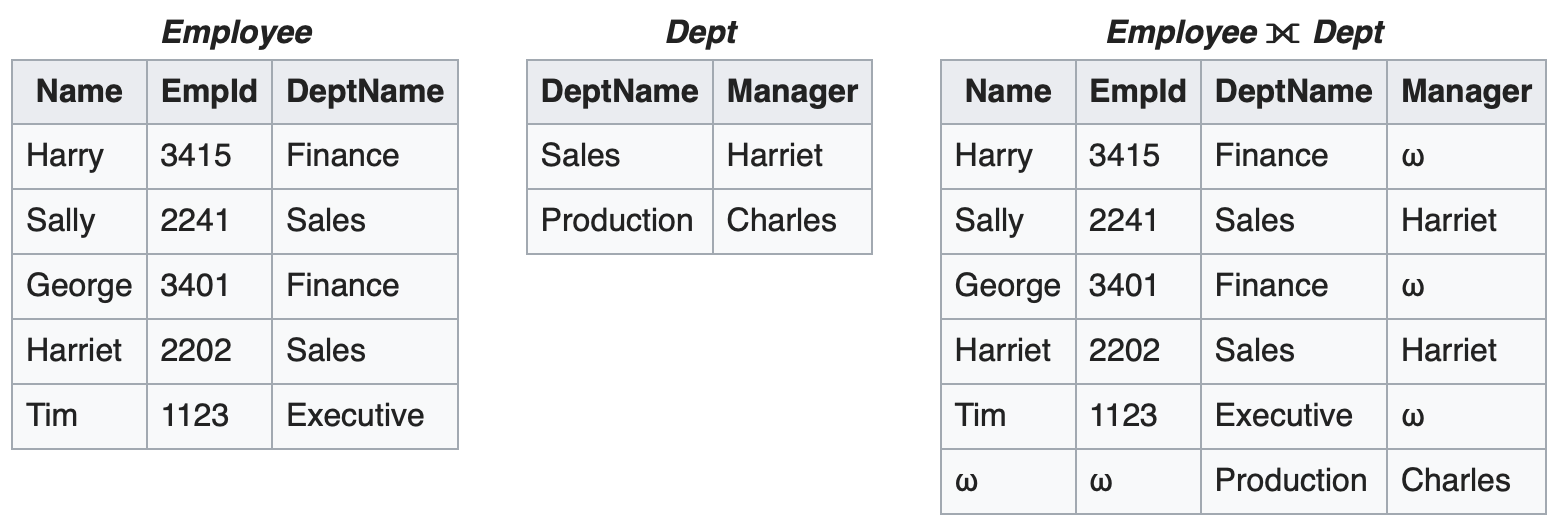 Employee
Name EmpId DeptName
Harry 3415 Finance
Sally 2241 Sales
George 3401 Finance
Harriet 2202 Sales
Tim 1123 Executive
Dept
DeptName Manager
Sales Harriet
Production Charles
Employee ⟗ Dept
Name EmpId DeptName Manager
Harry 3415 Finance ω
Sally 2241 Sales Harriet
George 3401 Finance ω
Harriet 2202 Sales Harriet
Tim 1123 Executive ω
ω ω Production Charles